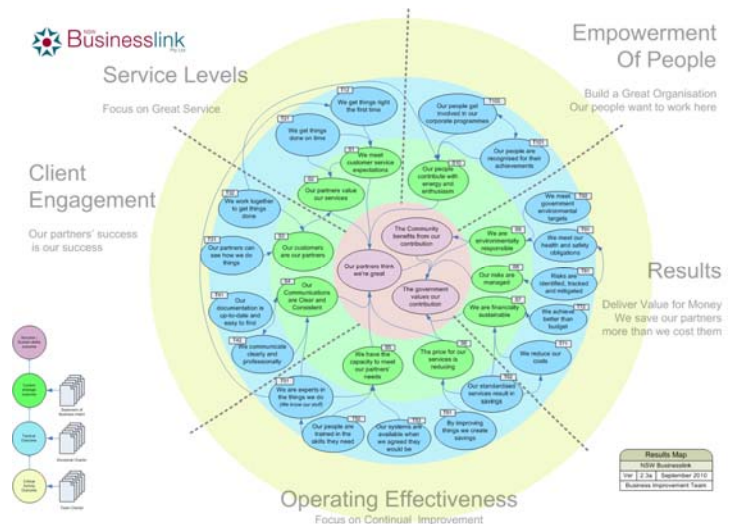 NSW
Businesslink
Pty Ltd
Service Levels
Focus on Great Service
Empowerment
Of People
Build a Great Organisation
Our people want to work here
Client
Engagement
Our partners' success
is our success
Results
Deliver Value for Money
We save our partners
more than we cost them
Operating Effectiveness
Focus on Continual Improvement
We get things right
the first time
We get things
done on time
We meet
customer service
expectations
Our partners value
our services
We work together
to get things
done
Our partners can
see how we do
things
Our customers
are our partners
Our
Communications
are Clear and
Consistent
Our
documentation is
up-to-date and
easy to find
We communicate
clearly and
professionally
Our people get
involved in our
corporate programmes
Our people are
recognised for their
achievements
Our people
contribute with
energy and
enthusiasm
We meet
government
environmental
targets
We meet our
health and safety
obligations
We are
environmentally
responsible
Our risks are
managed
Risks are
identified, tracked
and mitigated
We are financially
sustainable
We achieve
better than
budget
We reduce our
costs
The Community
benefits from our
contribution
Our partners think
we're great
The government
values our
contribution
We have the
capacity to meet
our partners'
needs
The price for our
services is
reducing
We are experts in
the things we do
(We know our stuff)
Our people are
trained in the
skills they need
Our systems are
available when
we agreed they
would be
By improving
things we create
savings
Our standardised
services result in
savings
Results Map
NSW Businesslink
Ver 2.3a September 2010
Business Improvement Team